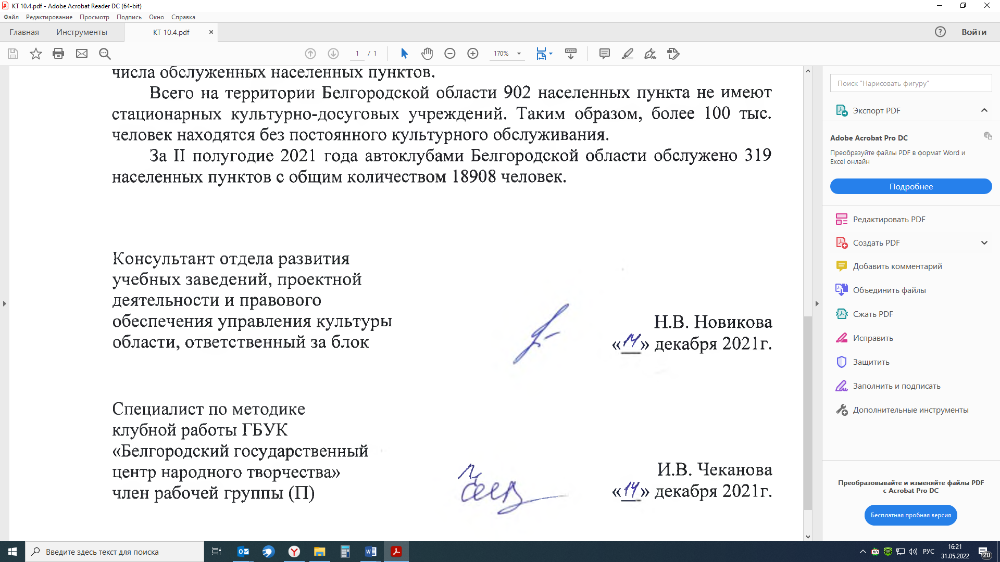 КТ 10.4.pdf - Adobe Acrobat Reader DC (64-bit)
Файл Редактирование Просмотр Подпись Окно Справка
Главная Инструменты КТ 10.4.pdf Войти
1 / 1 170%
числа обслуженных населенных пунктов.
Всего на территории Белгородской области 902 населенных пункта не имеют
стационарных культурно-досуговых учреждений. Таким образом, более 100 тыс.
человек находятся без постоянного культурного обслуживания.
За II полугодие 2021 года автоклубами Белгородской области обслужено 319
населенных пунктов с общим количеством 18908 человек.
Консультант отдела развития
учебных заведений, проектной
деятельности и правового
обеспечения управления культуры
области, ответственный за блок
Н.В. Новикова
«14» декабря 2021г.
Специалист по методике
клубной работы ГБУК
«Белгородский государственный
центр народного творчества»
член рабочей группы (П)
И.В. Чеканова
«14» декабря 2021г.
Поиск "Нарисовать фигуру"
Экспорт PDF
Adobe Acrobat Pro DC
Преобразуйте файлы PDF в формат Word и
Excel онлайн
Подробнее
Редактировать PDF
Создать PDF
Добавить комментарий
Объединить файлы
Сжать PDF
Исправить
Защитить
Заполнить и подписать
Дополнительные инструменты
Преобразовывайте и изменяйте файлы PDF
с Acrobat Pro DC
Бесплатная пробная версия
Введите здесь текст для поиска
РУС
16:21
31.05.2022
20